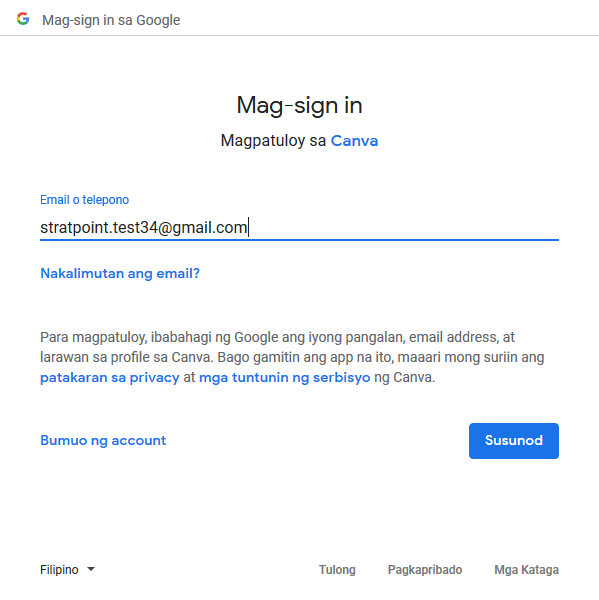 Mag-sign in sa Google
Mag-sign in
Magpatuloy sa Canva
Email o telepono
stratpoint.test34@gmail.com
Nakalimutan ang email?
Para magpatuloy, ibabahagi ng Google ang iyong pangalan, email address, at
larawan sa profile sa Canva. Bago gamitin ang app na ito, maaari mong suriin ang
patakaran sa privacy at mga tuntunin ng serbisyo ng Canva.
Bumuo ng account
Susunod
Filipino
Tulong
Pagkapribado
Mga Kataga